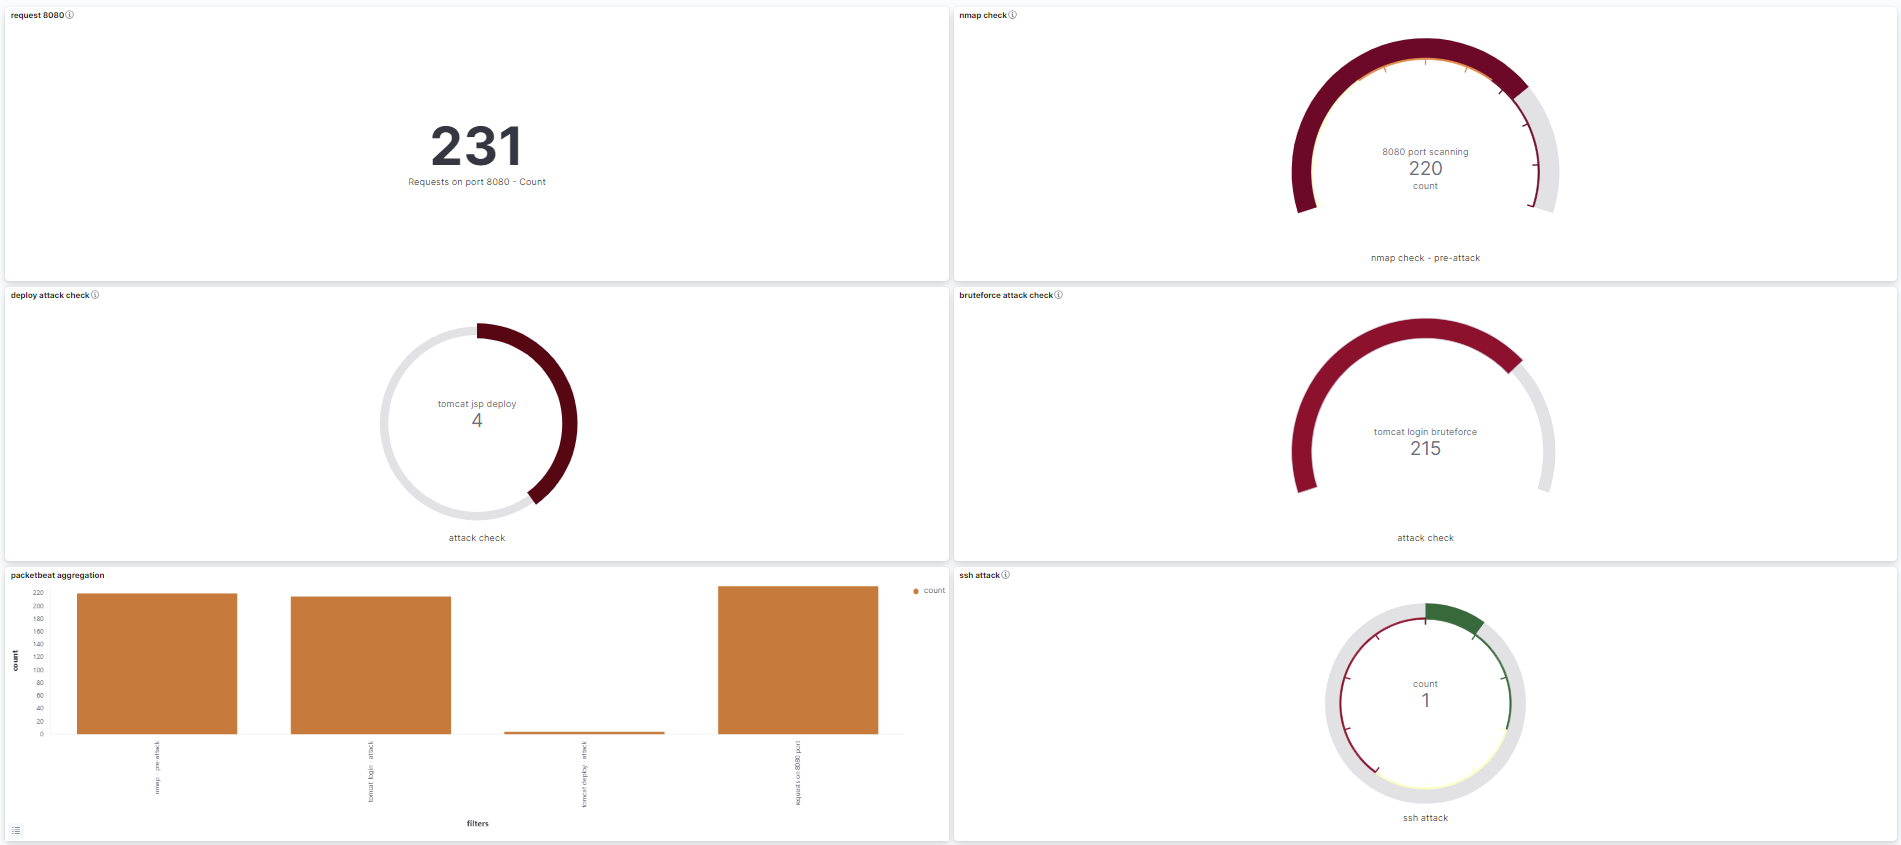 request 8080
231
Requests on port 8080 - Count
nmap check
8080 port scanning
220
count
nmap check - pre-attack
deploy attack check
tomcat jsp deploy
4
attack check
bruteforce attack check
tomcat login bruteforce
215
attack check
packetbeat aggregation
220
200
180
160
140
120
100
80
60
40
20
0
count
nmap - pre-attack
tomcat login - attack
tomcat deploy - attack
requests on 8080 port
filters
count
ssh attack
count
1
ssh attack